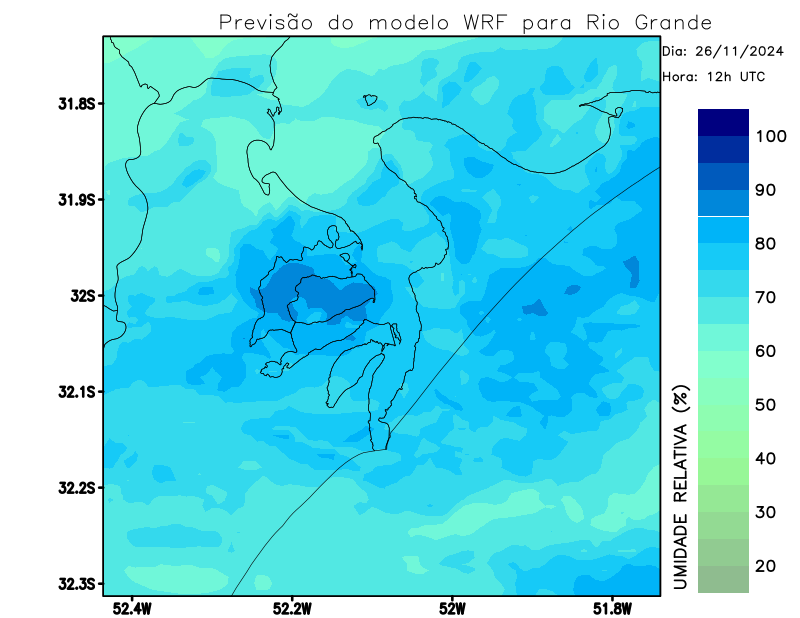 Previsão do modelo WRF para Rio Grande
Dia: 26/11/2024
Hora: 12h UTC
31.8S
31.9S
32S
32.1S
32.2S
32.3S
52.4W
52.2W
52W
51.8W
100
90
80
70
60
50
40
30
20
UMIDADE RELATIVA (%)